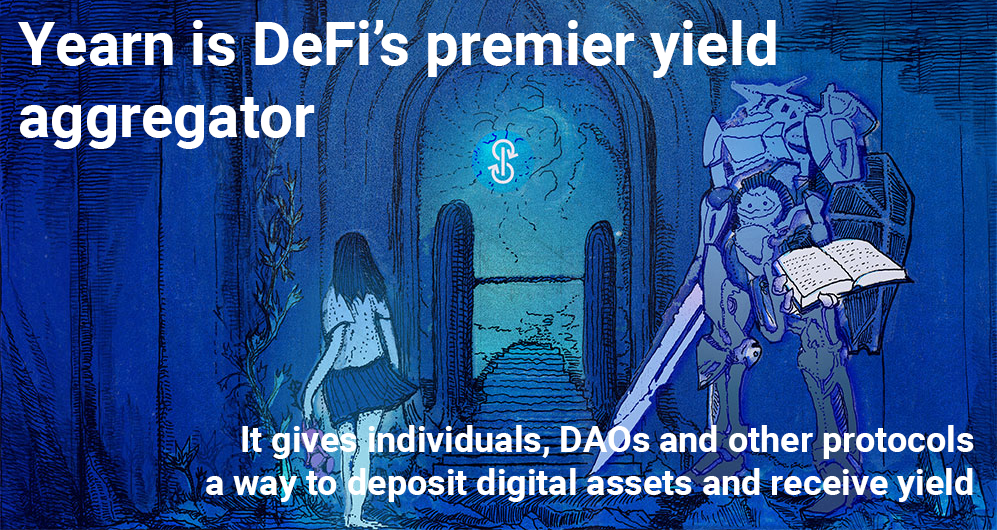 Yearn is DeFi’s premier yield
aggregator
It gives individuals, DAOs and other protocols
a way to deposit digital assets and receive yield